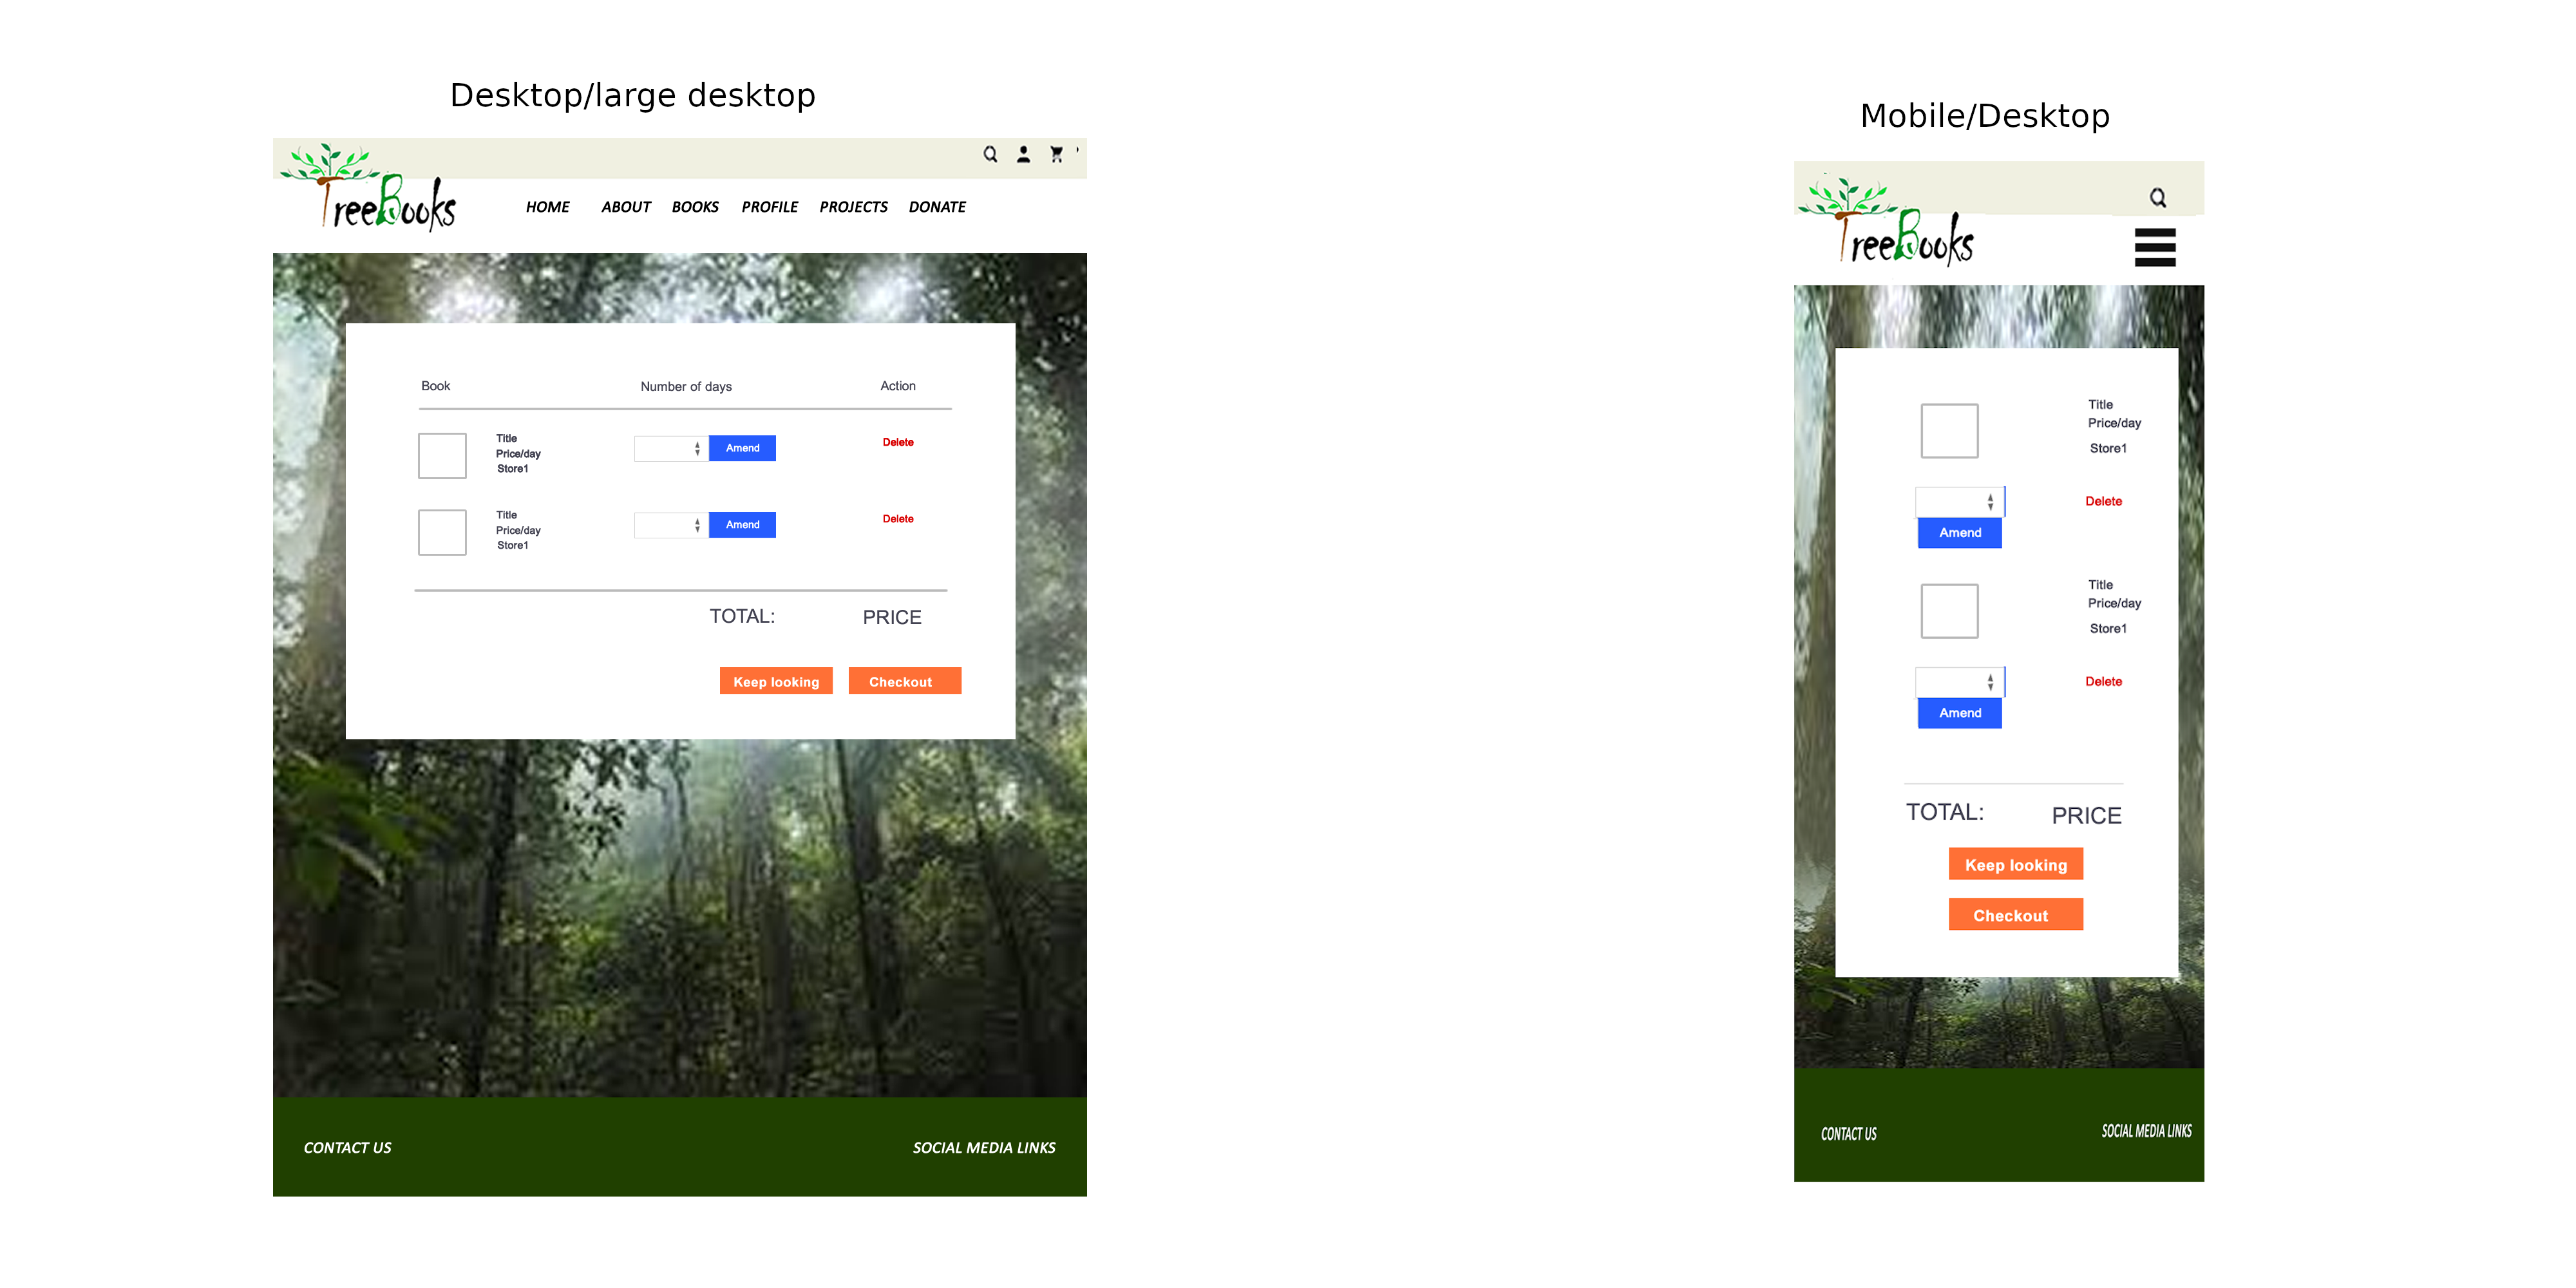 Desktop/large desktop
TreeBooks
HOME ABOUT BOOKS PROFILE PROJECTS DONATE
Book Number of days Action
Title
Price/day
Store1
Amend
Delete
Title
Price/day
Store1
Amend
Delete
TOTAL: PRICE
Keep looking Checkout
CONTACT US SOCIAL MEDIA LINKS
Mobile/Desktop
TreeBooks
Title
Price/day
Store1
Delete
Amend
Title
Price/day
Store1
Delete
Amend
TOTAL: PRICE
Keep looking
Checkout
CONTACT US SOCIAL MEDIA LINKS